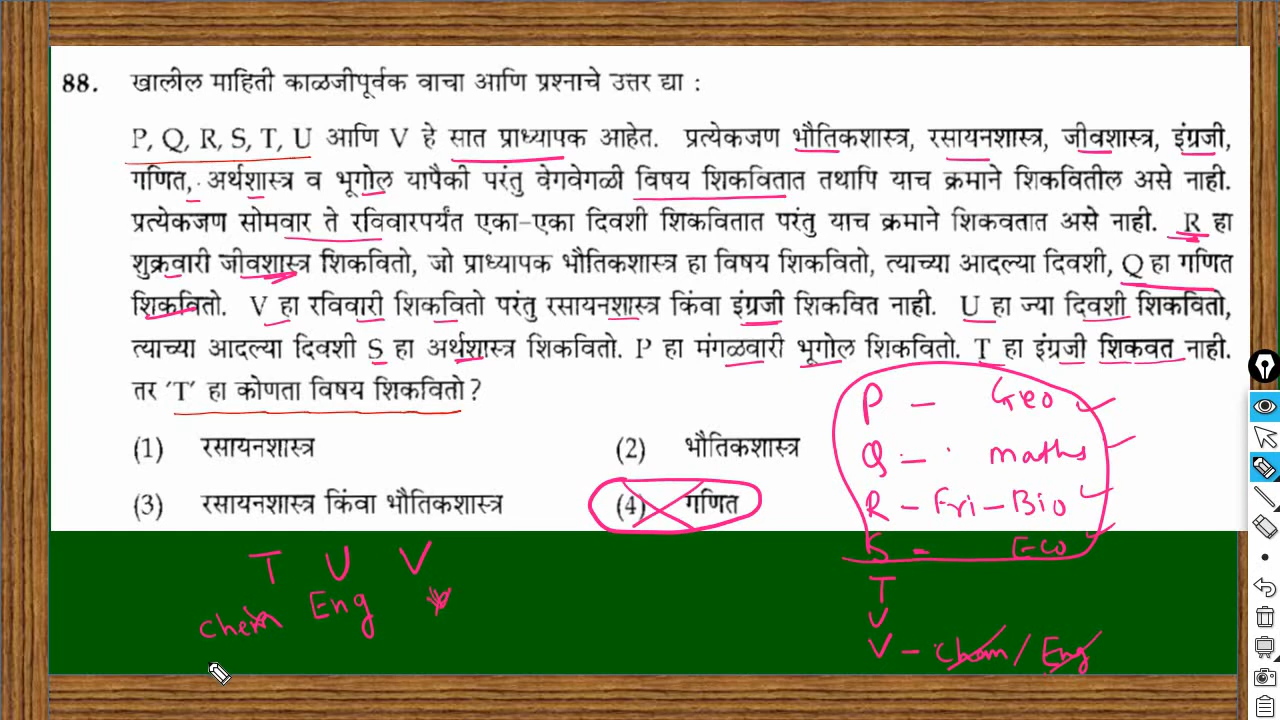 88. खालील माहिती काळजीपूर्वक वाचा आणि प्रश्नाचे उत्तर द्या :
P, Q, R, S, T, U आणि V हे सात प्राध्यापक आहेत. प्रत्येकजण भौतिकशास्त्र, रसायनशास्त्र, जीवशास्त्र, इंग्रजी,
गणित, अर्थशास्त्र व भूगोल यापैकी परंतु वेगवेगळी विषय शिकवितात तथापि याच क्रमाने शिकवितील असे नाही.
प्रत्येकजण सोमवार ते रविवारपर्यंत एका-एका दिवशी शिकवितात परंतु याच क्रमाने शिकवतात असे नाही. R हा
शुक्रवारी जीवशास्त्र शिकवितो, जो प्राध्यापक भौतिकशास्त्र हा विषय शिकवितो, त्याच्या आदल्या दिवशी, Q हा गणित
शिकवितो. V हा रविवारी शिकवितो परंतु रसायनशास्त्र किंवा इंग्रजी शिकवित नाही. U हा ज्या दिवशी शिकवितो,
त्याच्या आदल्या दिवशी S हा अर्थशास्त्र शिकवितो. P हा मंगळवारी भूगोल शिकवितो. T हा इंग्रजी शिकवत नाही.
तर 'T' हा कोणता विषय शिकवितो?
(1) रसायनशास्त्र (2) भौतिकशास्त्र
(3) रसायनशास्त्र किंवा भौतिकशास्त्र (4) गणित
P - Geo
Q - maths
R - Fri - Bio
S - Eco
T
U
V - Chem / Eng
T U V
Chem Eng